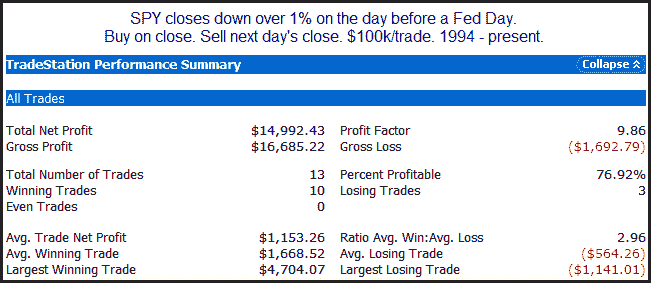 SPY closes down over 1% on the day before a Fed Day.
Buy on close. Sell next day's close. $100k/trade. 1994 - present.
TradeStation Performance Summary Collapse
All Trades
Total Net Profit $14,992.43 Profit Factor 9.86
Gross Profit $16,685.22 Gross Loss ($1,692.79)
Total Number of Trades 13 Percent Profitable 76.92%
Winning Trades 10 Losing Trades 3
Even Trades 0
Avg. Trade Net Profit $1,153.26 Ratio Avg. Win:Avg. Loss 2.96
Avg. Winning Trade $1,668.52 Avg. Losing Trade ($564.26)
Largest Winning Trade $4,704.07 Largest Losing Trade ($1,141.01)